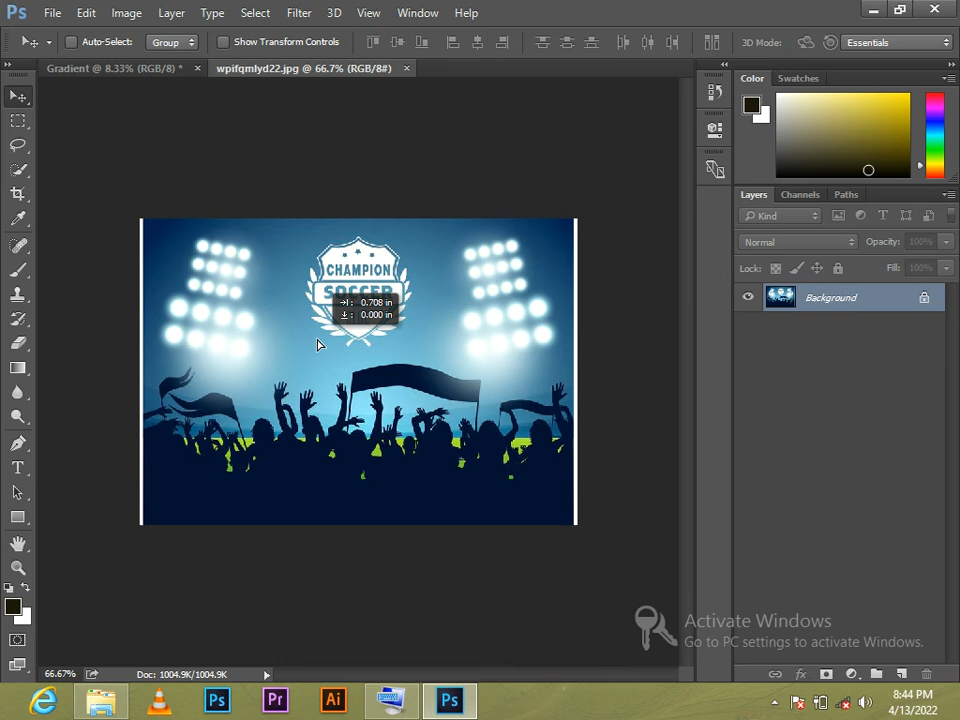 Ps File Edit Image Layer Type Select Filter 3D View Window Help
Auto-Select: Group Show Transform Controls 3D Mode: Essentials
Gradient @ 8.33% (RGB/8) * × wpifqmlyd22.jpg @ 66.7% (RGB/8#) ×
Color Swatches
Layers Channels Paths
Kind
Normal Opacity: 100%
Lock: Fill: 100%
Background
CHAMPION
SOCCER
0.708 in
0.000 in
Activate Windows
Go to PC settings to activate Windows.
66.67% Doc: 1004.9K/1004.9K
Ps Pr Ai Ps
8:44 PM
4/13/2022